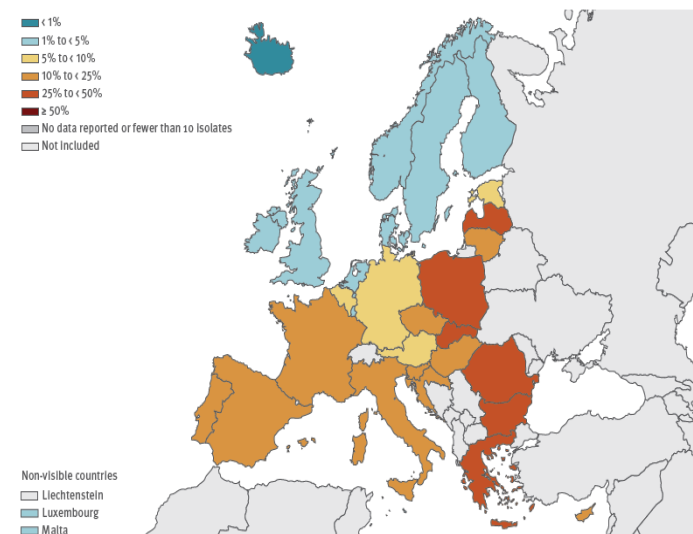 < 1%
1% to < 5%
5% to < 10%
10% to < 25%
25% to < 50%
≥ 50%
No data reported or fewer than 10 isolates
Not included
Non-visible countries
Liechtenstein
Luxembourg
Malta